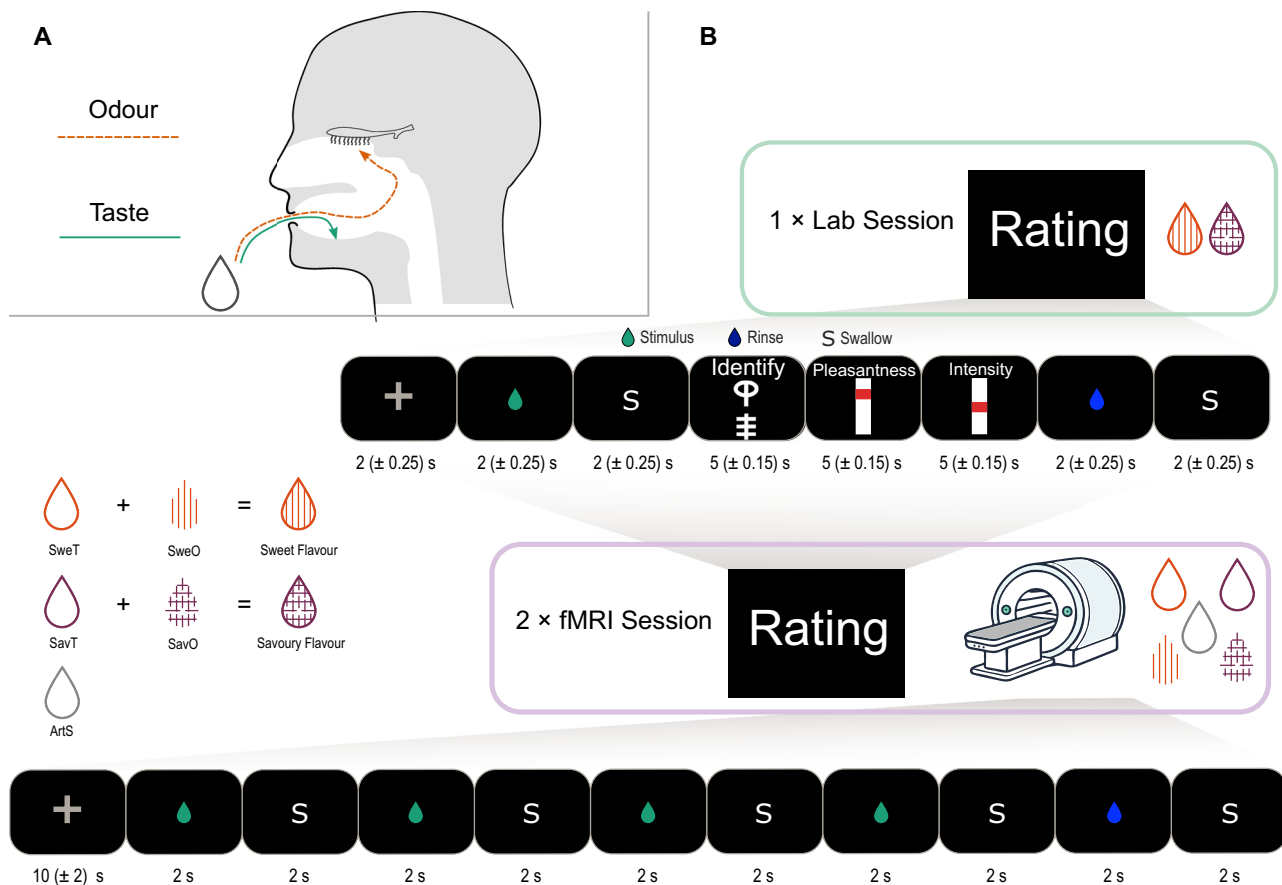 A
B
Odour
Taste
1 × Lab Session
Rating
Stimulus
Rinse
S Swallow
+
S
Identify
Pleasantness
Intensity
S
2 (± 0.25) s
2 (± 0.25) s
2 (± 0.25) s
5 (± 0.15) s
5 (± 0.15) s
5 (± 0.15) s
2 (± 0.25) s
2 (± 0.25) s
+
=
SweT
SweO
Sweet Flavour
+
=
SavT
SavO
Savoury Flavour
ArtS
2 × fMRI Session
Rating
+
S
S
S
S
S
10 (± 2) s
2 s
2 s
2 s
2 s
2 s
2 s
2 s
2 s
2 s
2 s